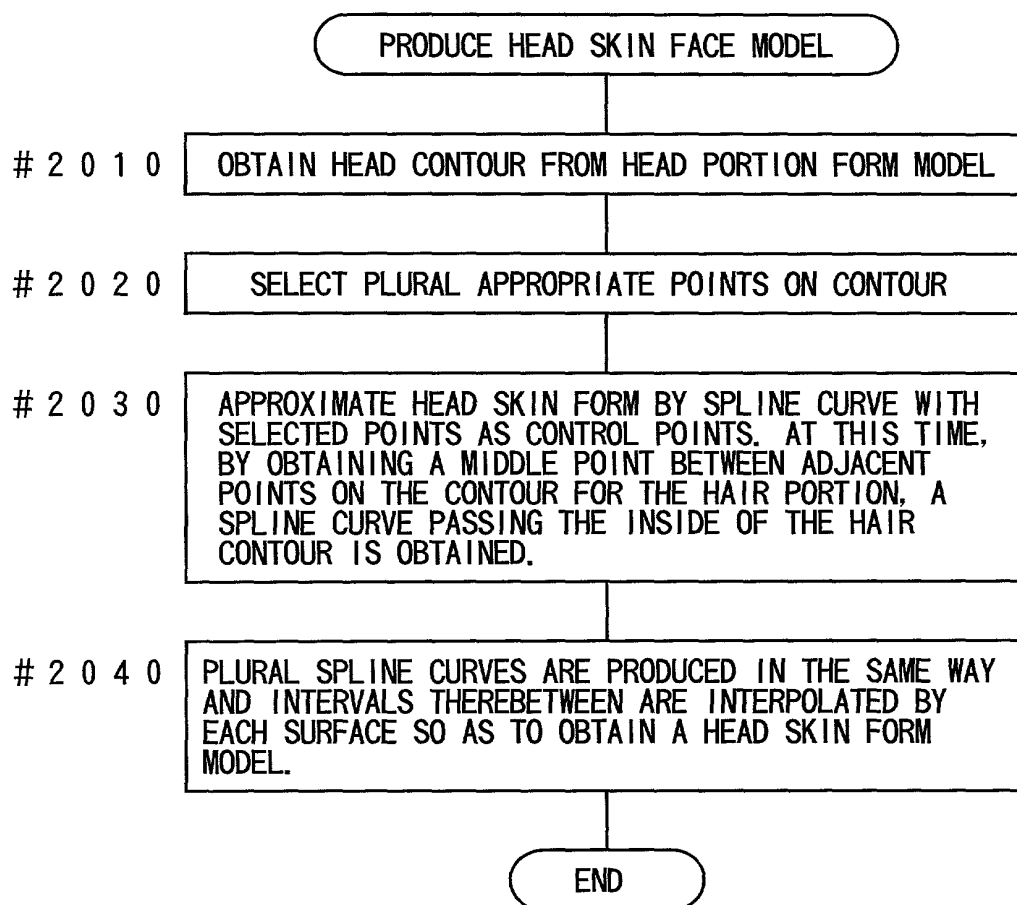 PRODUCE HEAD SKIN FACE MODEL
#2010 OBTAIN HEAD CONTOUR FROM HEAD PORTION FORM MODEL
#2020 SELECT PLURAL APPROPRIATE POINTS ON CONTOUR
#2030 APPROXIMATE HEAD SKIN FORM BY SPLINE CURVE WITH
SELECTED POINTS AS CONTROL POINTS. AT THIS TIME,
BY OBTAINING A MIDDLE POINT BETWEEN ADJACENT
POINTS ON THE CONTOUR FOR THE HAIR PORTION, A
SPLINE CURVE PASSING THE INSIDE OF THE HAIR
CONTOUR IS OBTAINED.
#2040 PLURAL SPLINE CURVES ARE PRODUCED IN THE SAME WAY
AND INTERVALS THEREBETWEEN ARE INTERPOLATED BY
EACH SURFACE SO AS TO OBTAIN A HEAD SKIN FORM
MODEL.
END